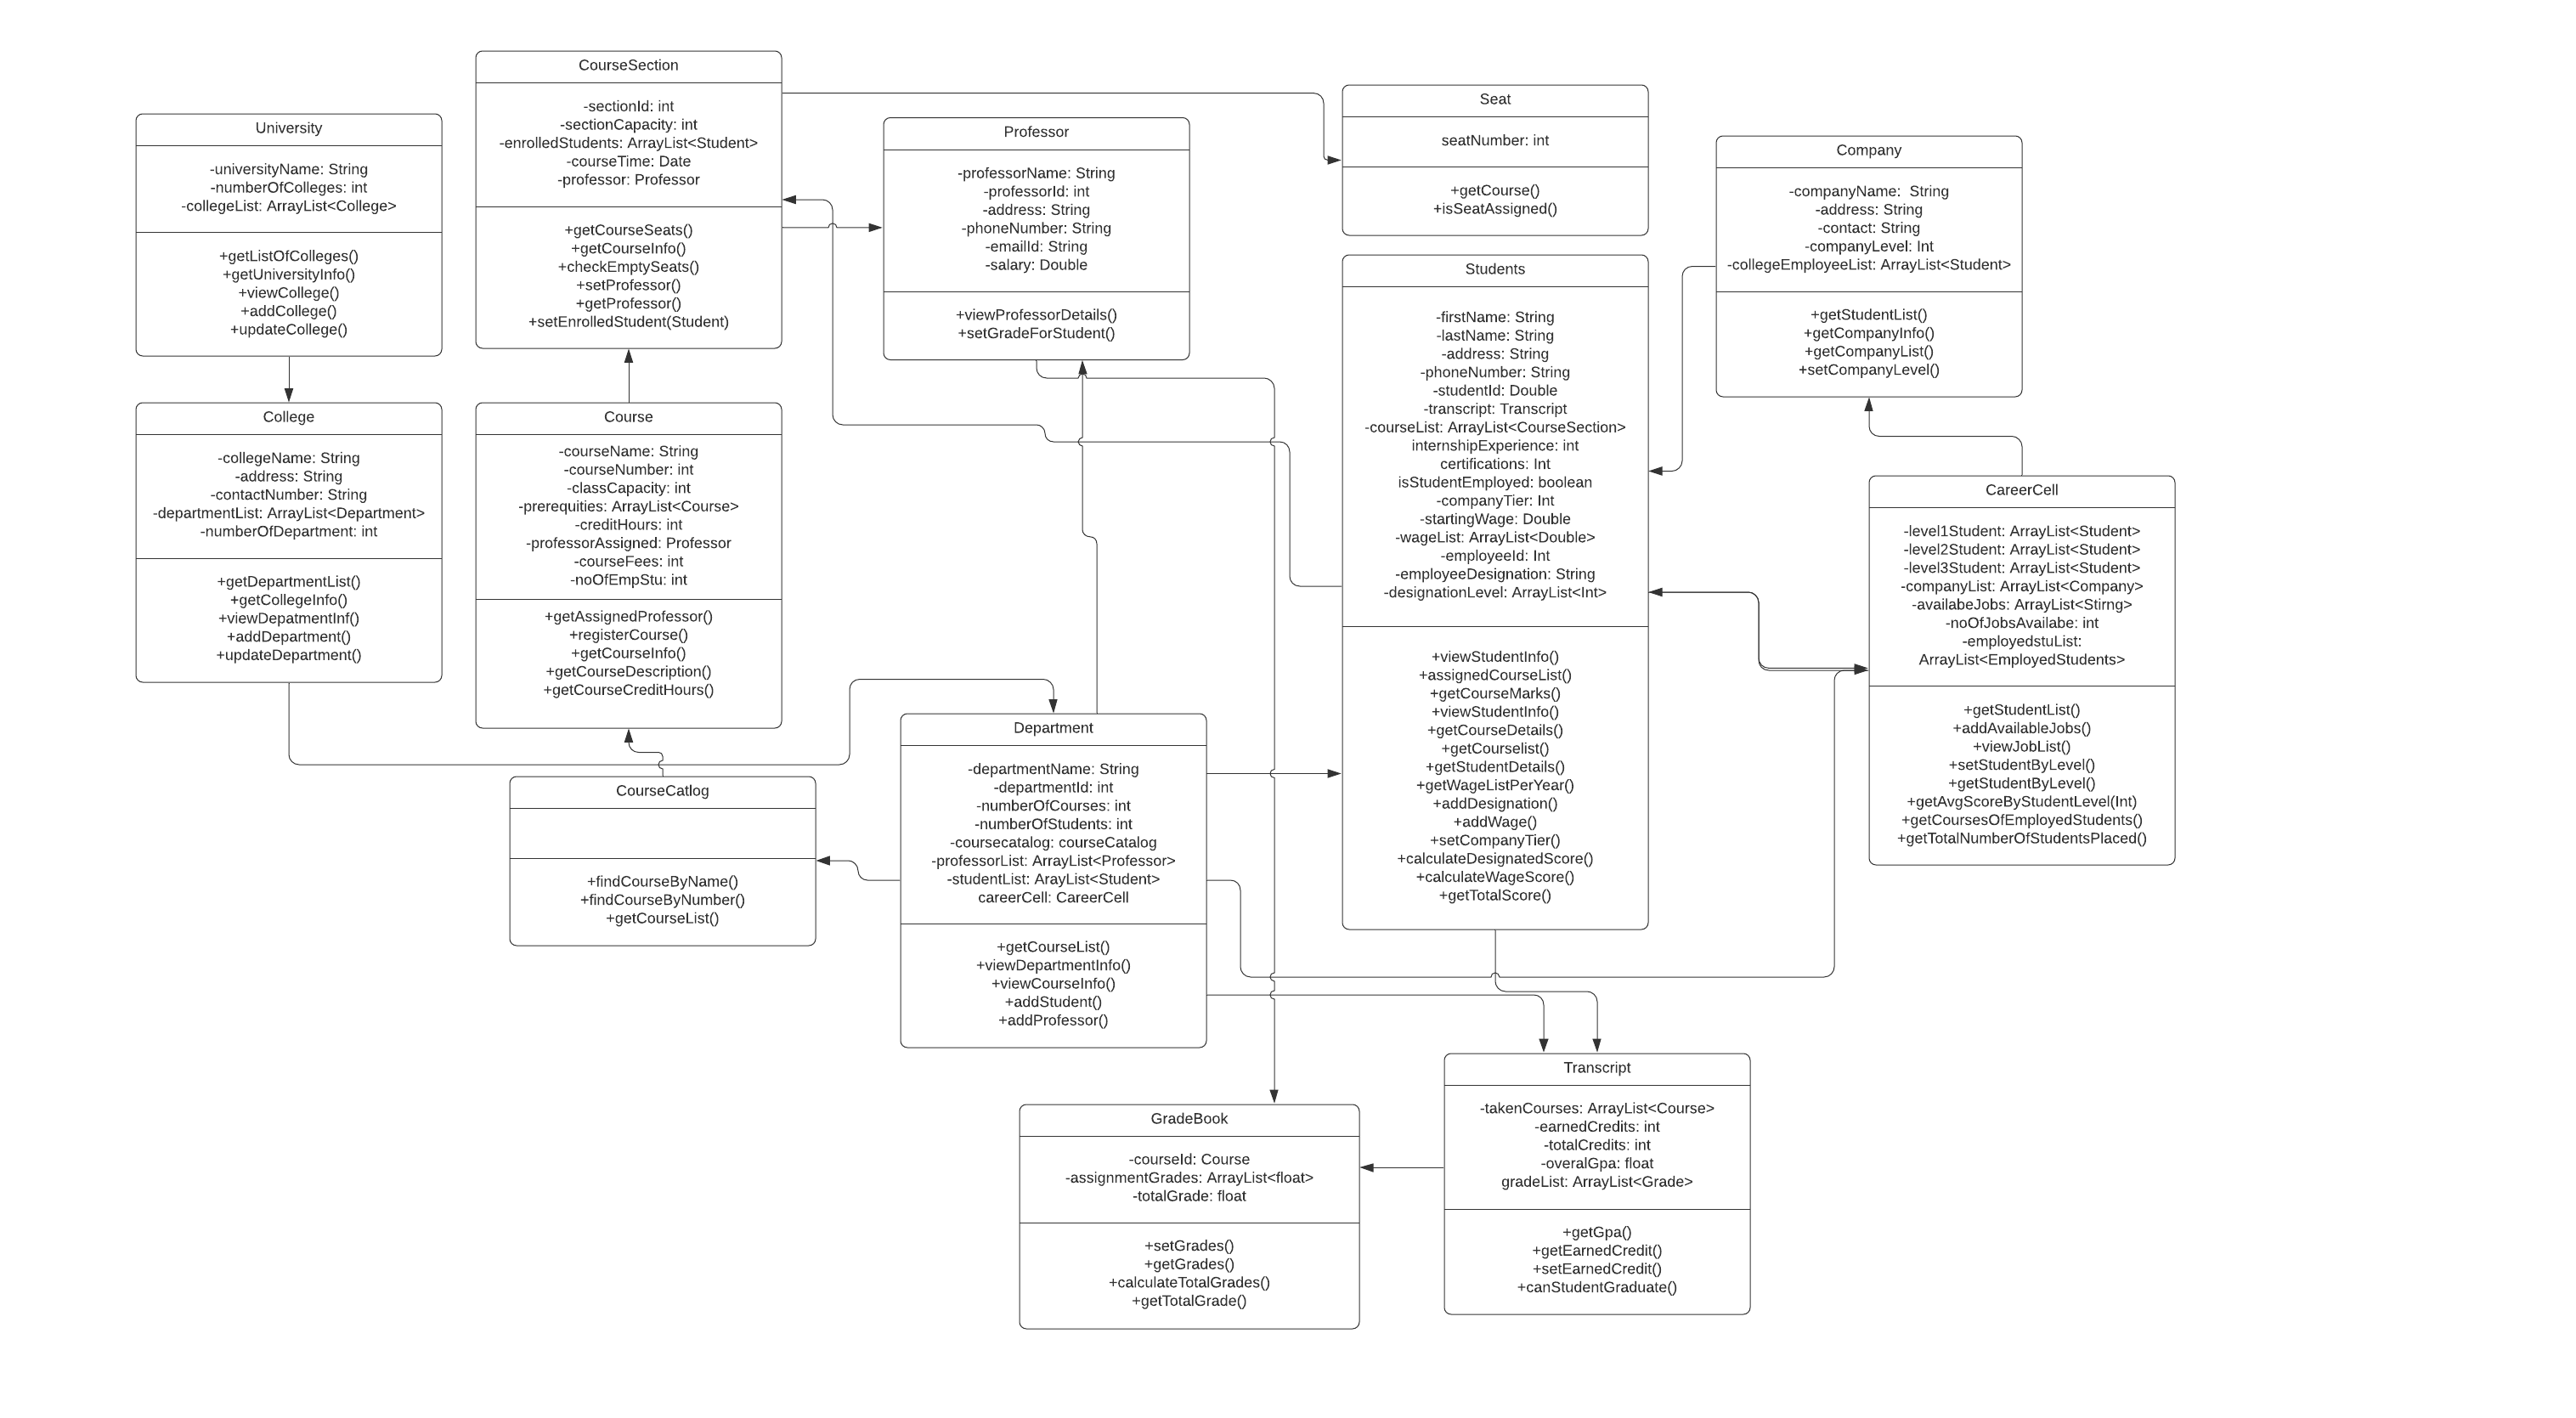 CourseSection
-sectionId: int
-sectionCapacity: int
-enrolledStudents: ArrayList<Student>
-courseTime: Date
-professor: Professor
+getCourseSeats()
+getCourseInfo()
+checkEmptySeats()
+setProfessor()
+getProfessor()
+setEnrolledStudent(Student)
University
-universityName: String
-numberOfColleges: int
-collegeList: ArrayList<College>
+getListOfColleges()
+getUniversityInfo()
+viewCollege()
+addCollege()
+updateCollege()
Professor
-professorName: String
-professorId: int
-address: String
-phoneNumber: String
-emailId: String
-salary: Double
+viewProfessorDetails()
+setGradeForStudent()
Seat
seatNumber: int
+getCourse()
+isSeatAssigned()
Company
-companyName:  String
-address: String
-contact: String
-companyLevel: Int
-collegeEmployeeList: ArrayList<Student>
+getStudentList()
+getCompanyInfo()
+getCompanyList()
+setCompanyLevel()
Students
-firstName: String
-lastName: String
-address: String
-phoneNumber: String
-studentId: Double
-transcript: Transcript
-courseList: ArrayList<CourseSection>
internshipExperience: int
certifications: Int
isStudentEmployed: boolean
-companyTier: Int
-startingWage: Double
-wageList: ArrayList<Double>
-employeeId: Int
-employeeDesignation: String
-designationLevel: ArrayList<Int>
+viewStudentInfo()
+assignedCourseList()
+getCourseMarks()
+viewStudentInfo()
+getCourseDetails()
+getCourselist()
+getStudentDetails()
+getWageListPerYear()
+addDesignation()
+addWage()
+setCompanyTier()
+calculateDesignatedScore()
+calculateWageScore()
+getTotalScore()
College
-collegeName: String
-address: String
-contactNumber: String
-departmentList: ArrayList<Department>
-numberOfDepartment: int
+getDepartmentList()
+getCollegeInfo()
+viewDepatmentInf()
+addDepartment()
+updateDepartment()
Course
-courseName: String
-courseNumber: int
-classCapacity: int
-prerequities: ArrayList<Course>
-creditHours: int
-professorAssigned: Professor
-courseFees: int
-noOfEmpStu: int
+getAssignedProfessor()
+registerCourse()
+getCourseInfo()
+getCourseDescription()
+getCourseCreditHours()
CareerCell
-level1Student: ArrayList<Student>
-level2Student: ArrayList<Student>
-level3Student: ArrayList<Student>
-companyList: ArrayList<Company>
-availabeJobs: ArrayList<Stirng>
-noOfJobsAvailabe: int
-employedstuList:
ArrayList<EmployedStudents>
+getStudentList()
+addAvailableJobs()
+viewJobList()
+setStudentByLevel()
+getStudentByLevel()
+getAvgScoreByStudentLevel(Int)
+getCoursesOfEmployedStudents()
+getTotalNumberOfStudentsPlaced()
Department
-departmentName: String
-departmentId: int
-numberOfCourses: int
-numberOfStudents: int
-coursecatalog: courseCatalog
-professorList: ArrayList<Professor>
-studentList: ArayList<Student>
careerCell: CareerCell
+getCourseList()
+viewDepartmentInfo()
+viewCourseInfo()
+addStudent()
+addProfessor()
CourseCatlog
+findCourseByName()
+findCourseByNumber()
+getCourseList()
Transcript
-takenCourses: ArrayList<Course>
-earnedCredits: int
-totalCredits: int
-overalGpa: float
gradeList: ArrayList<Grade>
+getGpa()
+getEarnedCredit()
+setEarnedCredit()
+canStudentGraduate()
GradeBook
-courseId: Course
-assignmentGrades: ArrayList<float>
-totalGrade: float
+setGrades()
+getGrades()
+calculateTotalGrades()
+getTotalGrade()